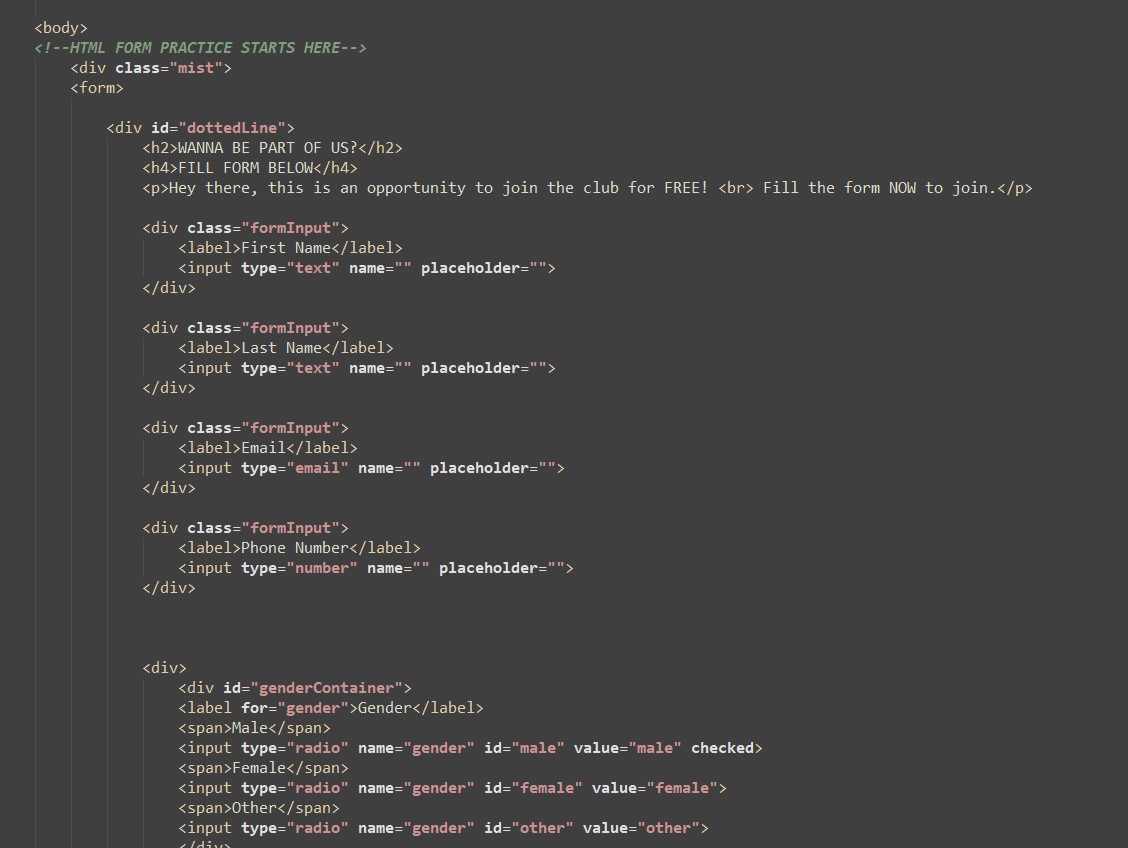 <body>
<!--HTML FORM PRACTICE STARTS HERE-->
<div class="mist">
<form>
<div id="dottedLine">
<h2>WANNA BE PART OF US?</h2>
<h4>FILL FORM BELOW</h4>
<p>Hey there, this is an opportunity to join the club for FREE! <br> Fill the form NOW to join.</p>
<div class="formInput">
<label>First Name</label>
<input type="text" name="" placeholder="">
</div>
<div class="formInput">
<label>Last Name</label>
<input type="text" name="" placeholder="">
</div>
<div class="formInput">
<label>Email</label>
<input type="email" name="" placeholder="">
</div>
<div class="formInput">
<label>Phone Number</label>
<input type="number" name="" placeholder="">
</div>
<div>
<div id="genderContainer">
<label for="gender">Gender</label>
<span>Male</span>
<input type="radio" name="gender" id="male" value="male" checked>
<span>Female</span>
<input type="radio" name="gender" id="female" value="female">
<span>Other</span>
<input type="radio" name="gender" id="other" value="other">
</div>